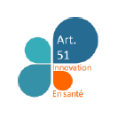 Art.
51
Innovation
En santé